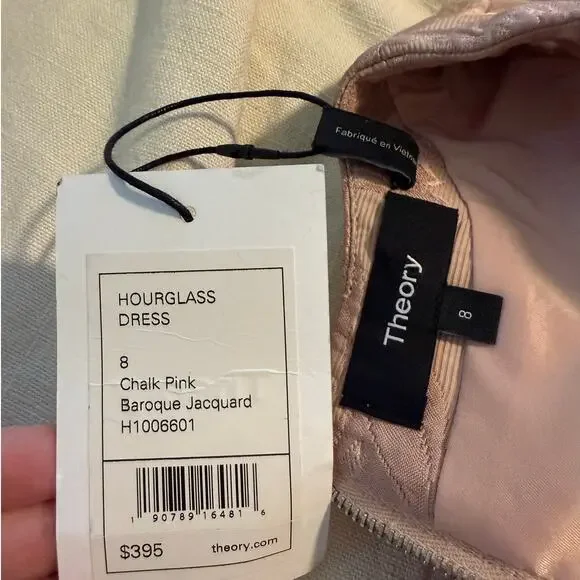 HOURGLASS
DRESS
8
Chalk Pink
Baroque Jacquard
H1006601
1 90789 16481 6
$395 theory.com
Fabriqué en
Theory
8